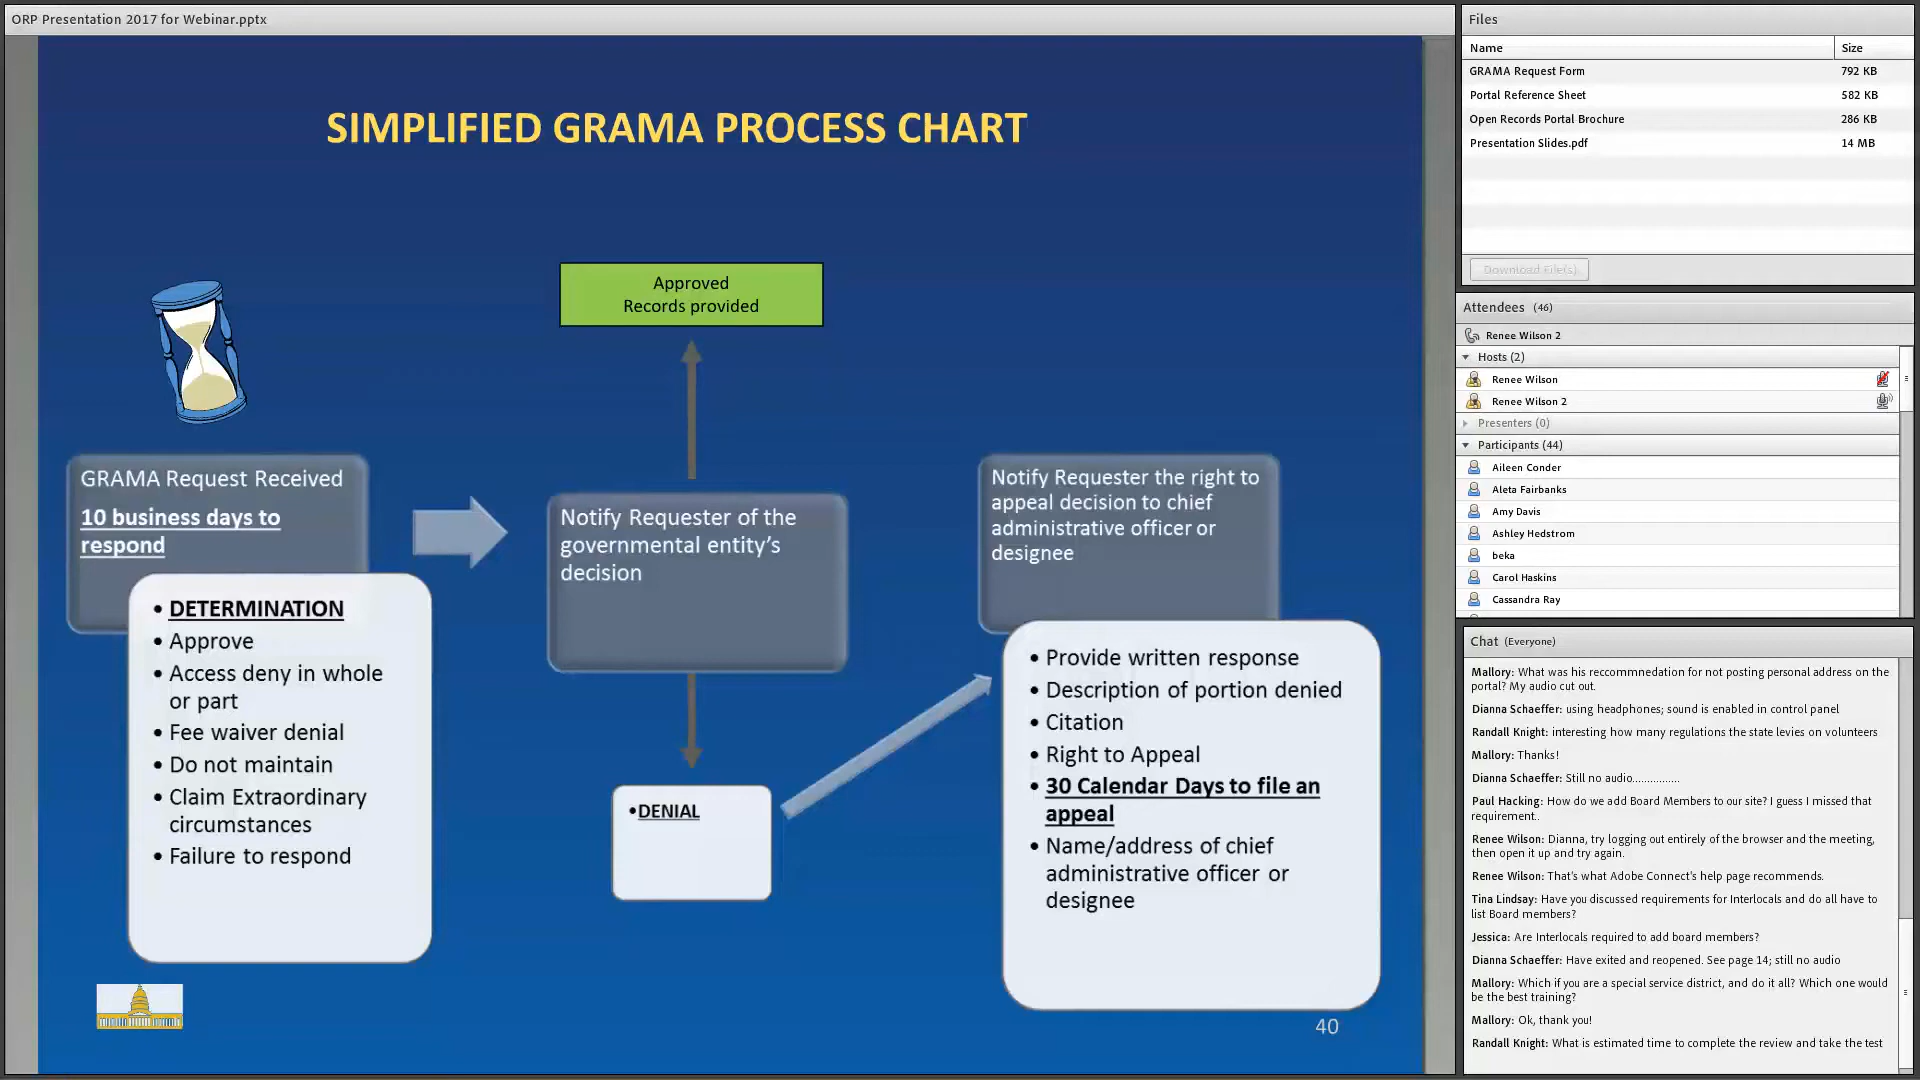 ORP Presentation 2017 for Webinar.pptx
SIMPLIFIED GRAMA PROCESS CHART
Approved
Records provided
GRAMA Request Received
10 business days to
respond
• DETERMINATION
• Approve
• Access deny in whole
or part
• Fee waiver denial
• Do not maintain
• Claim Extraordinary
circumstances
• Failure to respond
Notify Requester of the
governmental entity's
decision
•DENIAL
Notify Requester the right to
appeal decision to chief
administrative officer or
designee
• Provide written response
• Description of portion denied
• Citation
• Right to Appeal
• 30 Calendar Days to file an
appeal
• Name/address of chief
administrative officer or
designee
40
Files
Name Size
GRAMA Request Form 792 KB
Portal Reference Sheet 582 KB
Open Records Portal Brochure 286 KB
Presentation Slides.pdf 14 MB
Download File(s)
Attendees (46)
Renee Wilson 2
Hosts (2)
Renee Wilson
Renee Wilson 2
Presenters (0)
Participants (44)
Aileen Conder
Aleta Fairbanks
Amy Davis
Ashley Hedstrom
beka
Carol Haskins
Cassandra Ray
Chat (Everyone)
Mallory: What was his reccommnedation for not posting personal address on the
portal? My audio cut out.
Dianna Schaeffer: using headphones; sound is enabled in control panel
Randall Knight: interesting how many regulations the state levies on volunteers
Mallory: Thanks!
Dianna Schaeffer: Still no audio...............
Paul Hacking: How do we add Board Members to our site? I guess I missed that
requirement..
Renee Wilson: Dianna, try logging out entirely of the browser and the meeting,
then open it up and try again.
Renee Wilson: That's what Adobe Connect's help page recommends.
Tina Lindsay: Have you discussed requirements for Interlocals and do all have to
list Board members?
Jessica: Are Interlocals required to add board members?
Dianna Schaeffer: Have exited and reopened. See page 14; still no audio
Mallory: Which if you are a special service district, and do it all? Which one would
be the best training?
Mallory: Ok, thank you!
Randall Knight: What is estimated time to complete the review and take the test